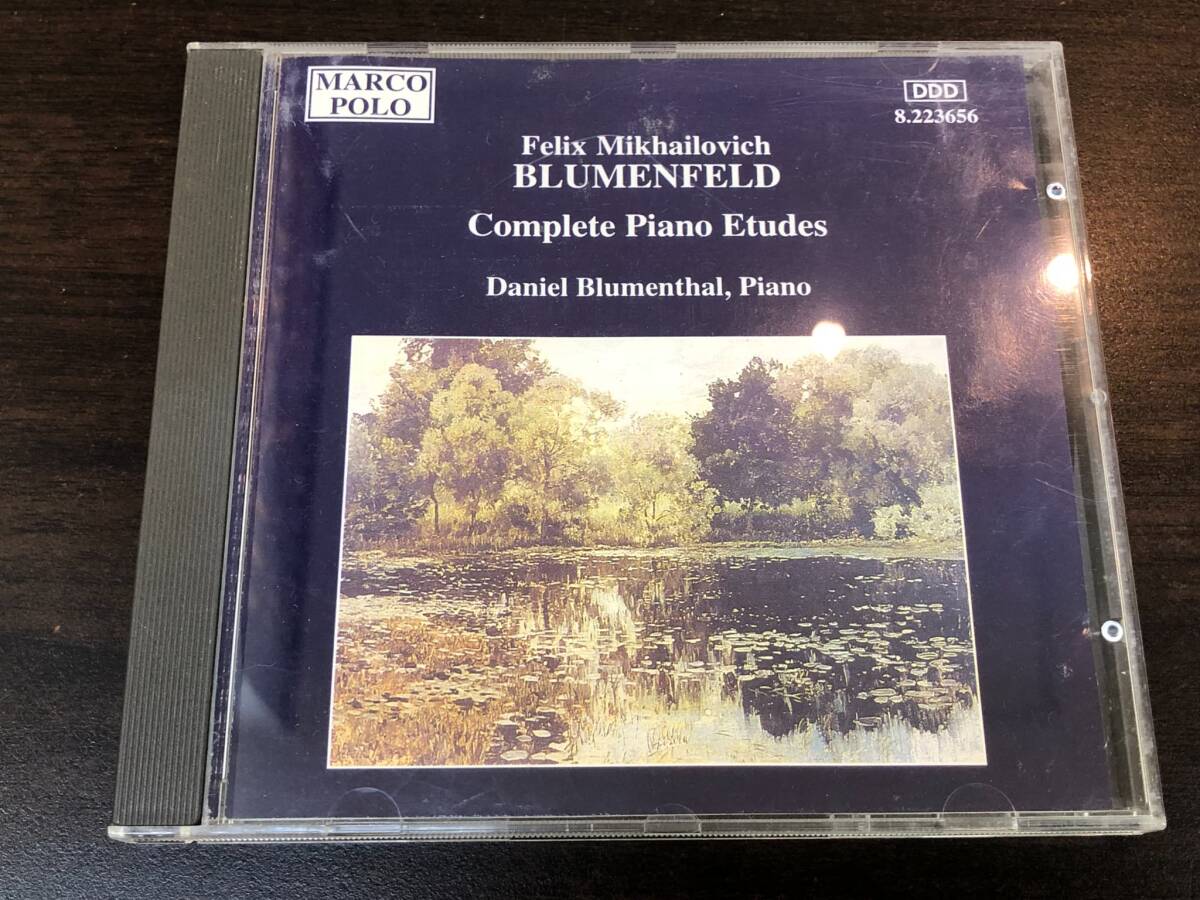 MARCO
POLO
DDD
8.223656
Felix Mikhailovich
BLUMENFELD
Complete Piano Etudes
Daniel Blumenthal, Piano